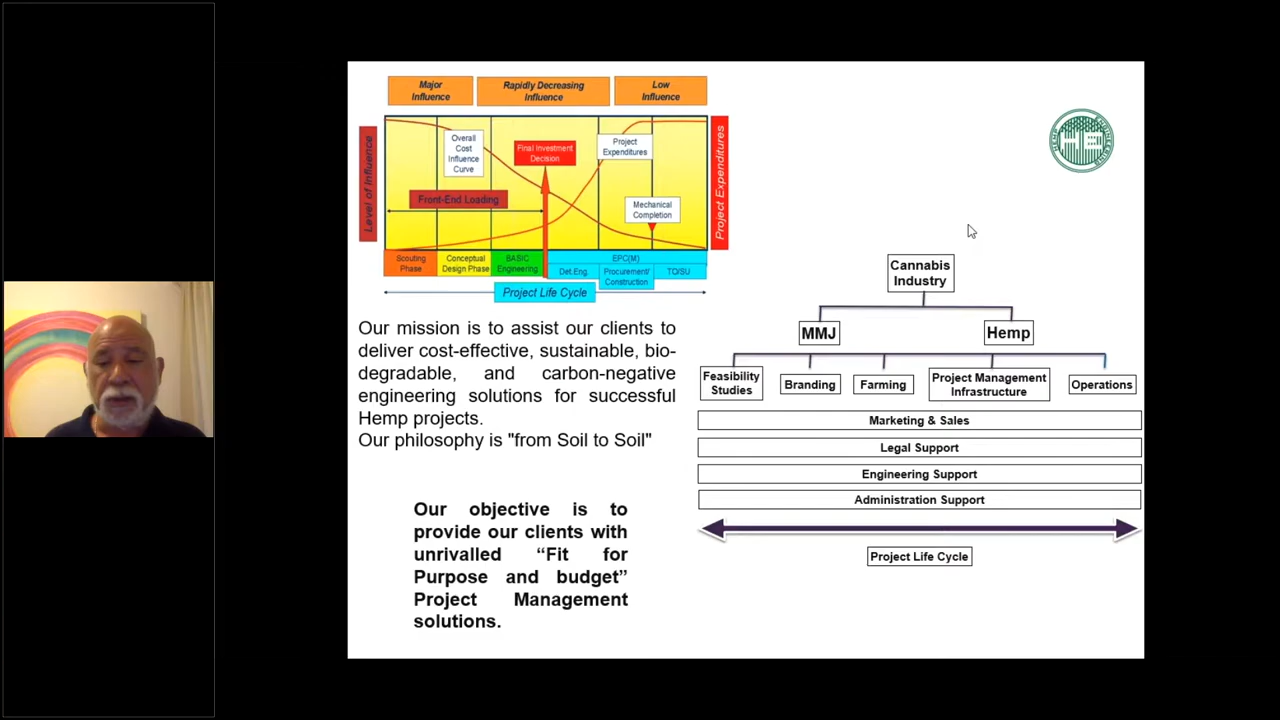 Major
Influence
Rapidly Decreasing
Influence
Low
Influence
Level of Influence
Overall
Cost
Influence
Curve
Final Investment
Decision
Project
Expenditures
Front-End Loading
Mechanical
Completion
Project Expenditures
Scouting
Phase
Conceptual
Design Phase
BASIC
Engineering
EPC(M)
Det.Eng.
Procurement/
Construction
TO/SU
Project Life Cycle
Our mission is to assist our clients to
deliver cost-effective, sustainable, bio-
degradable, and carbon-negative
engineering solutions for successful
Hemp projects.
Our philosophy is "from Soil to Soil"
Our objective is to
provide our clients with
unrivalled “Fit for
Purpose and budget”
Project Management
solutions.
HEMP ENGINEERING
HE
Cannabis
Industry
MMJ
Hemp
Feasibility
Studies
Branding
Farming
Project Management
Infrastructure
Operations
Marketing & Sales
Legal Support
Engineering Support
Administration Support
Project Life Cycle